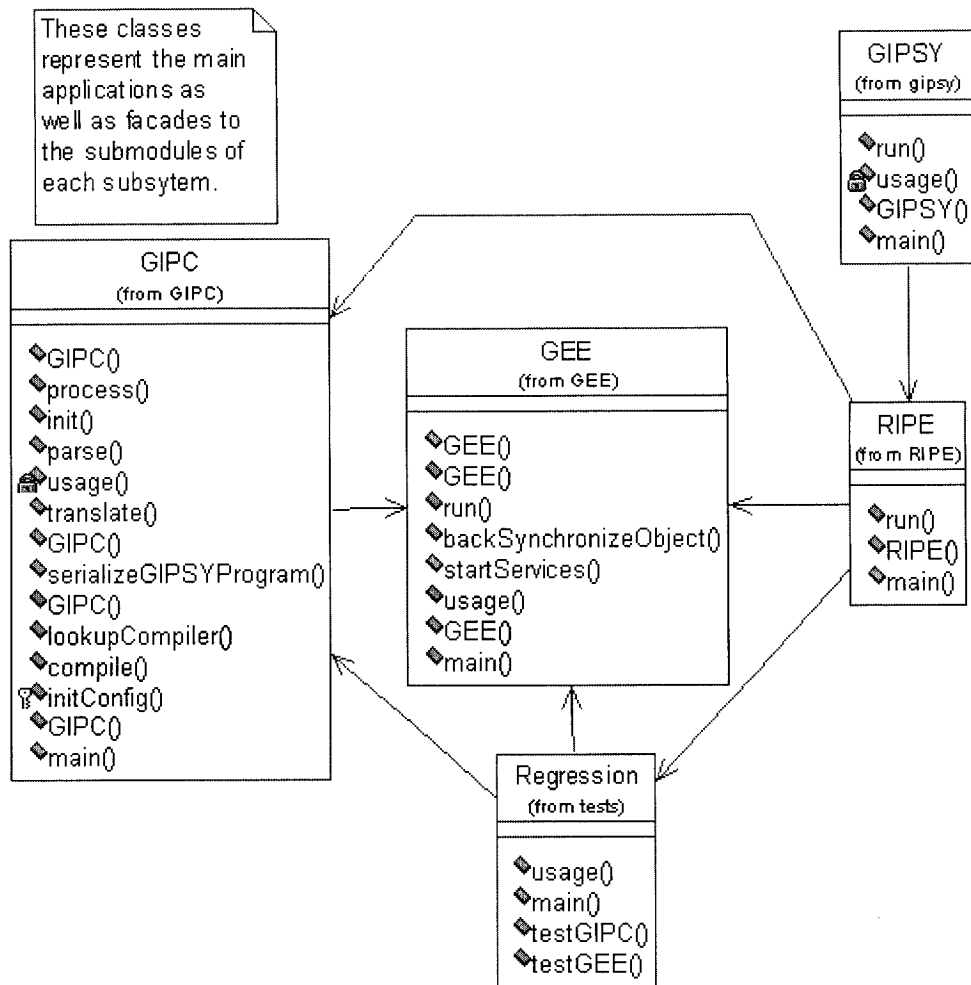 These classes
represent the main
applications as
well as facades to
the submodules of
each subsytem.
GIPSY
(from gipsy)
run()
usage()
GIPSY()
main()
GIPC
(from GIPC)
GIPC()
process()
init()
parse()
usage()
translate()
GIPC()
serializeGIPSYProgram()
GIPC()
lookupCompiler()
compile()
initConfig()
GIPC()
main()
GEE
(from GEE)
GEE()
GEE()
run()
backSynchronizeObject()
startServices()
usage()
GEE()
main()
RIPE
(from RIPE)
run()
RIPE()
main()
Regression
(from tests)
usage()
main()
testGIPC()
testGEE()